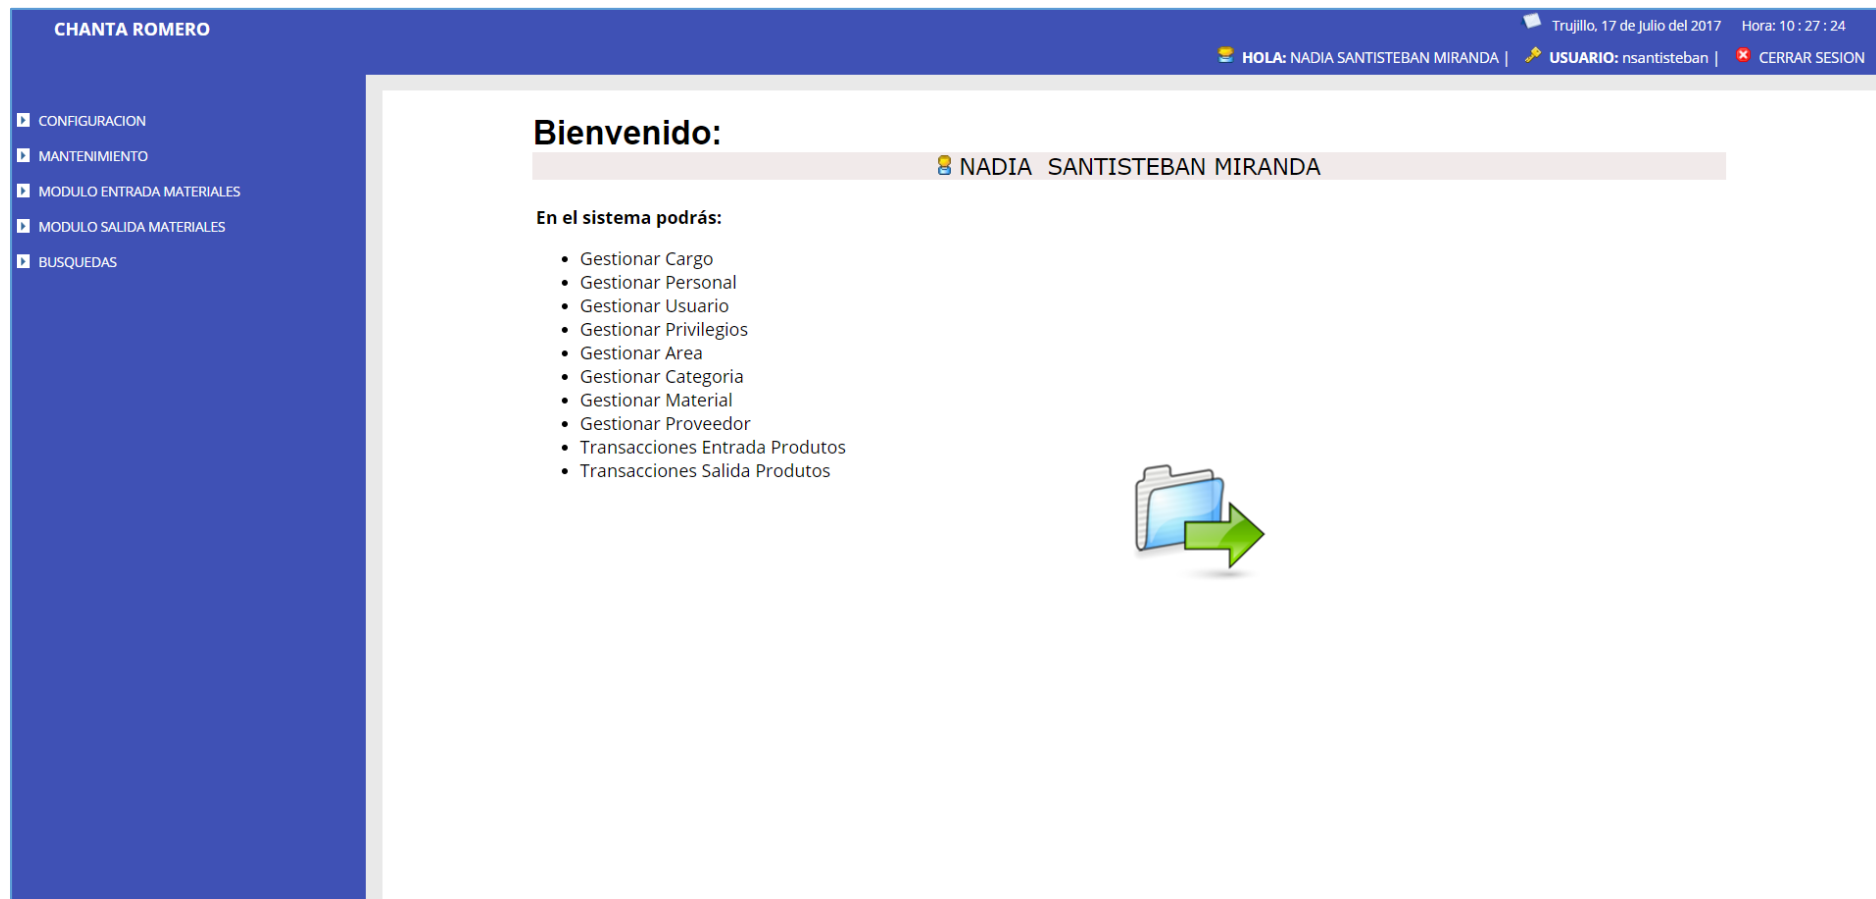 CHANTA ROMERO
Trujillo, 17 de Julio del 2017 Hora: 10 : 27 : 24
HOLA: NADIA SANTISTEBAN MIRANDA | USUARIO: nsantisteban | CERRAR SESION
CONFIGURACION
MANTENIMIENTO
MODULO ENTRADA MATERIALES
MODULO SALIDA MATERIALES
BUSQUEDAS
Bienvenido:
NADIA SANTISTEBAN MIRANDA
En el sistema podrás:
Gestionar Cargo
Gestionar Personal
Gestionar Usuario
Gestionar Privilegios
Gestionar Area
Gestionar Categoria
Gestionar Material
Gestionar Proveedor
Transacciones Entrada Produtos
Transacciones Salida Produtos